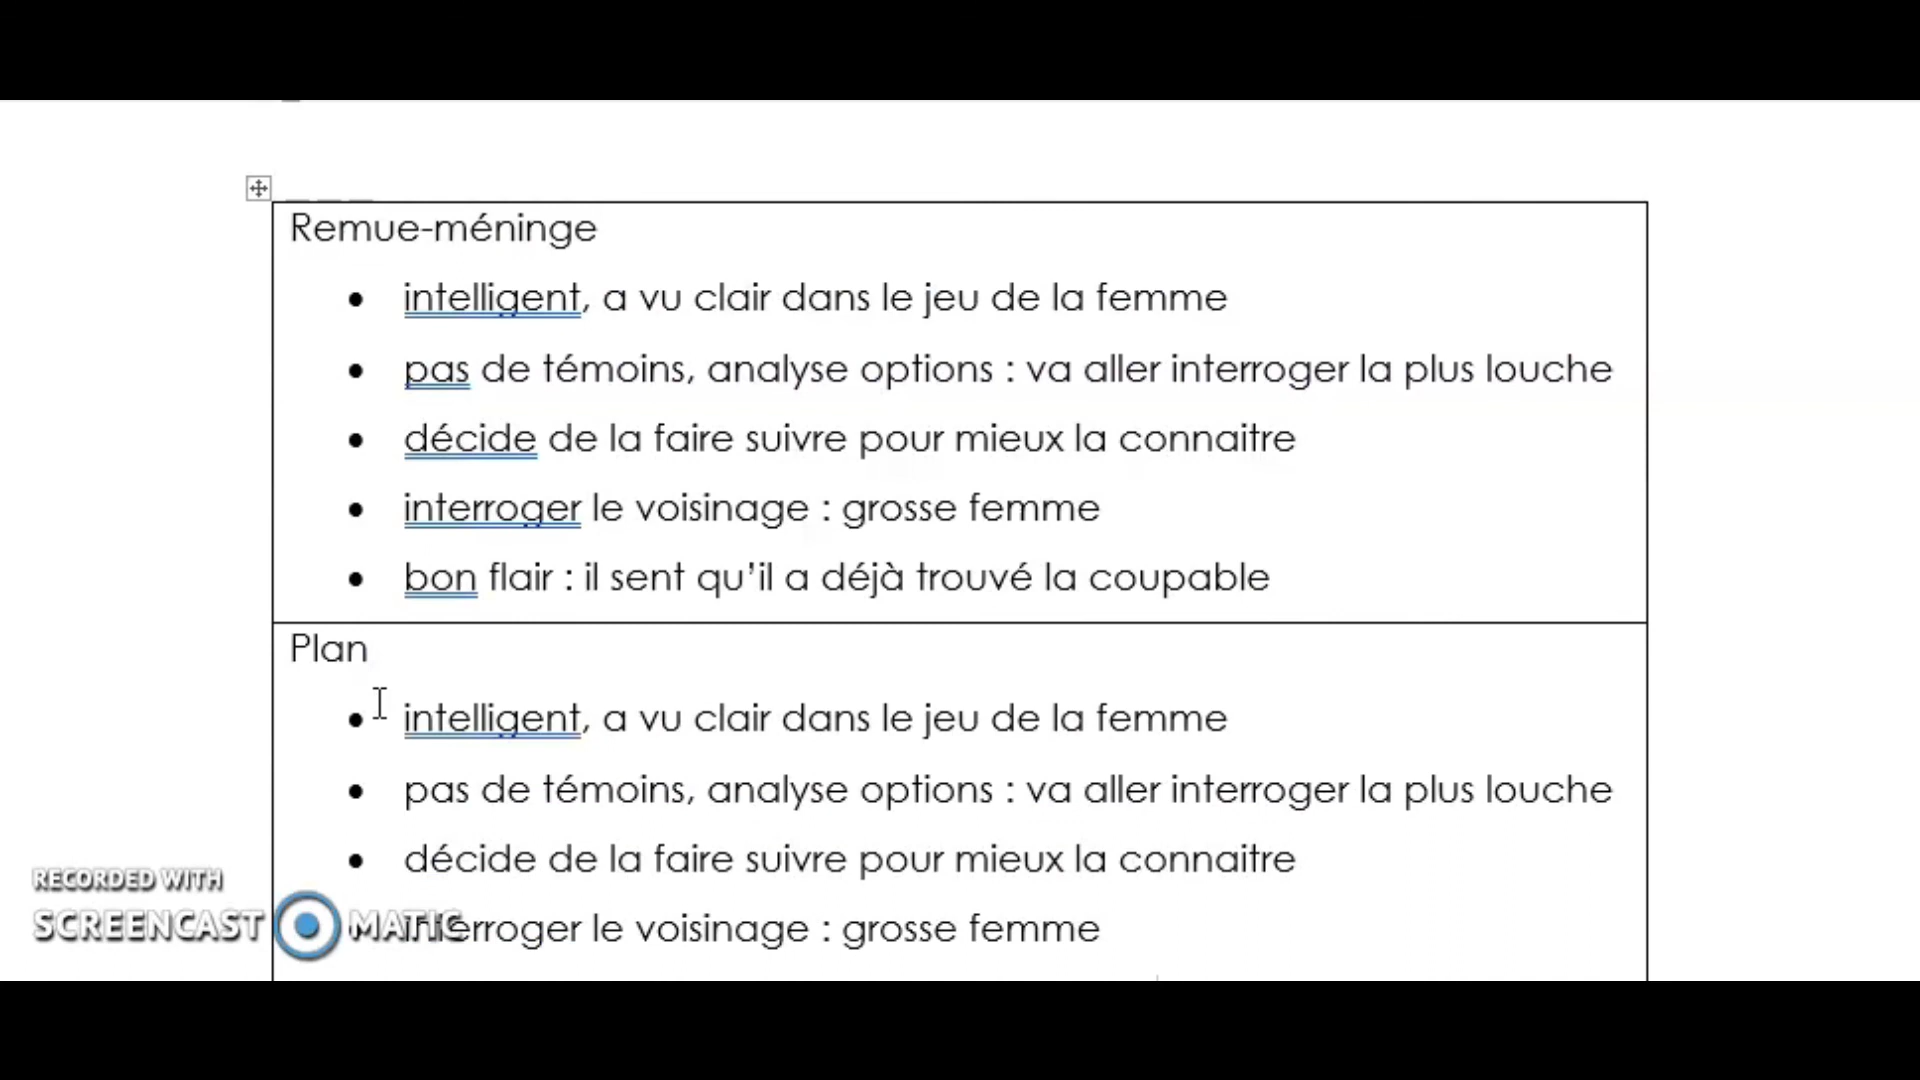 Remue-méninge
• intelligent, a vu clair dans le jeu de la femme
• pas de témoins, analyse options : va aller interroger la plus louche
• décide de la faire suivre pour mieux la connaitre
• interroger le voisinage : grosse femme
• bon flair : il sent qu'il a déjà trouvé la coupable
Plan
• intelligent, a vu clair dans le jeu de la femme
• pas de témoins, analyse options : va aller interroger la plus louche
• décide de la faire suivre pour mieux la connaitre
• interroger le voisinage : grosse femme
RECORDED WITH
SCREENCAST MATIC